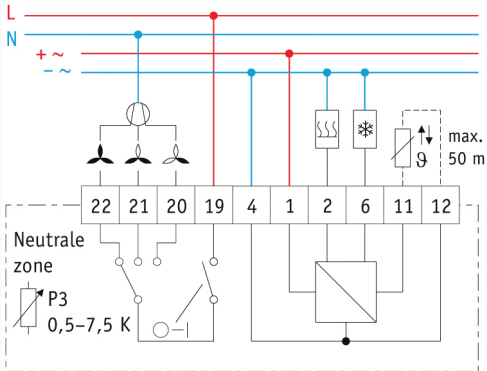 L
N
+ ~
− ~
ϑ
max.
50 m
22 21 20 19 4 1 2 6 11 12
Neutrale
zone
P3
0,5–7,5 K